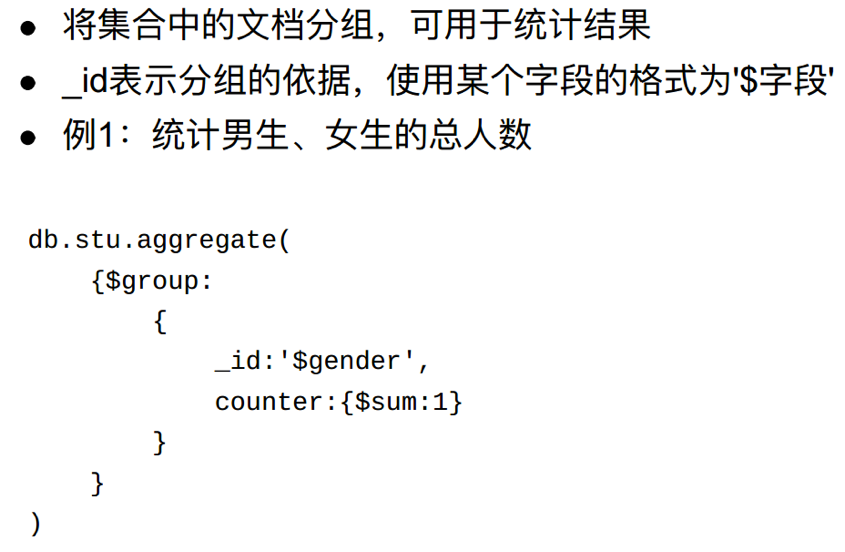 ● 将集合中的文档分组，可用于统计结果
● _id表示分组的依据，使用某个字段的格式为'$字段'
● 例1：统计男生、女生的总人数
db.stu.aggregate(
    {$group:
        {
            _id:'$gender',
            counter:{$sum:1}
        }
    }
)